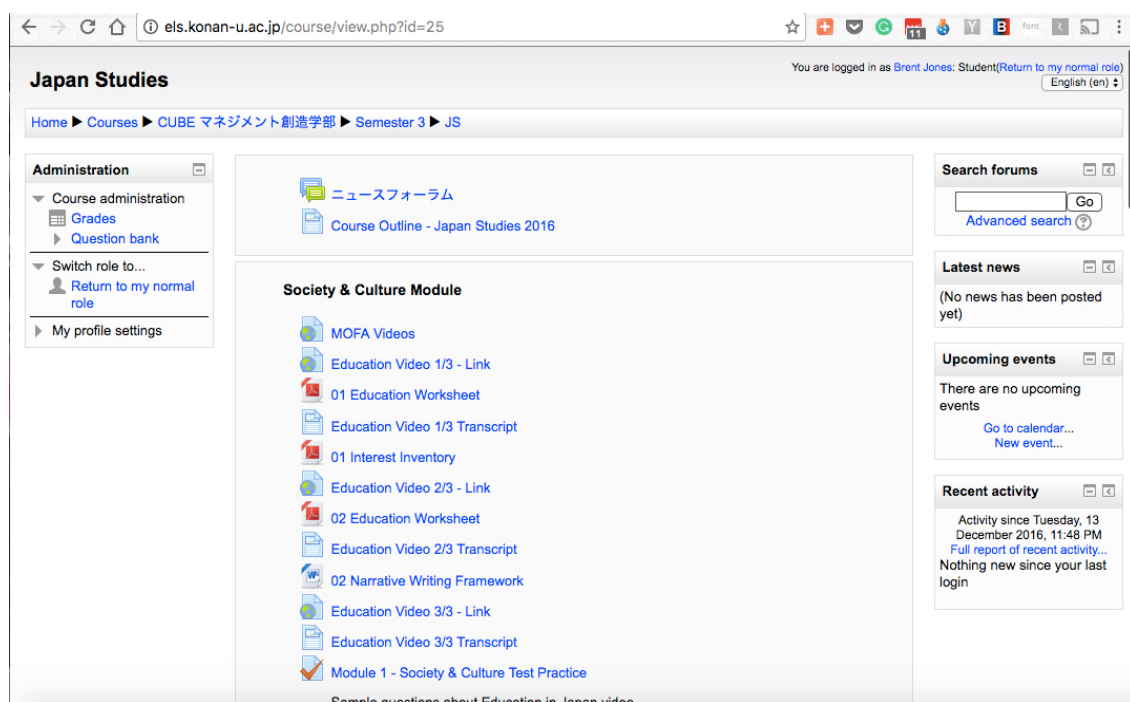 els.konan-u.ac.jp/course/view.php?id=25
11
Y
B
font
Japan Studies
You are logged in as Brent Jones: Student(Return to my normal role)
English (en)
Home ▶ Courses ▶ CUBE マネジメント創造学部 ▶ Semester 3 ▶ JS
Administration
Course administration
Grades
Question bank
Switch role to...
Return to my normal
role
My profile settings
ニュースフォーラム
Course Outline - Japan Studies 2016
Society & Culture Module
MOFA Videos
Education Video 1/3 - Link
01 Education Worksheet
Education Video 1/3 Transcript
01 Interest Inventory
Education Video 2/3 - Link
02 Education Worksheet
Education Video 2/3 Transcript
02 Narrative Writing Framework
Education Video 3/3 - Link
Education Video 3/3 Transcript
Module 1 - Society & Culture Test Practice
Sample questions about Education in Japan video
Search forums
Go
Advanced search
Latest news
(No news has been posted
yet)
Upcoming events
There are no upcoming
events
Go to calendar...
New event...
Recent activity
Activity since Tuesday, 13
December 2016, 11:48 PM
Full report of recent activity...
Nothing new since your last
login